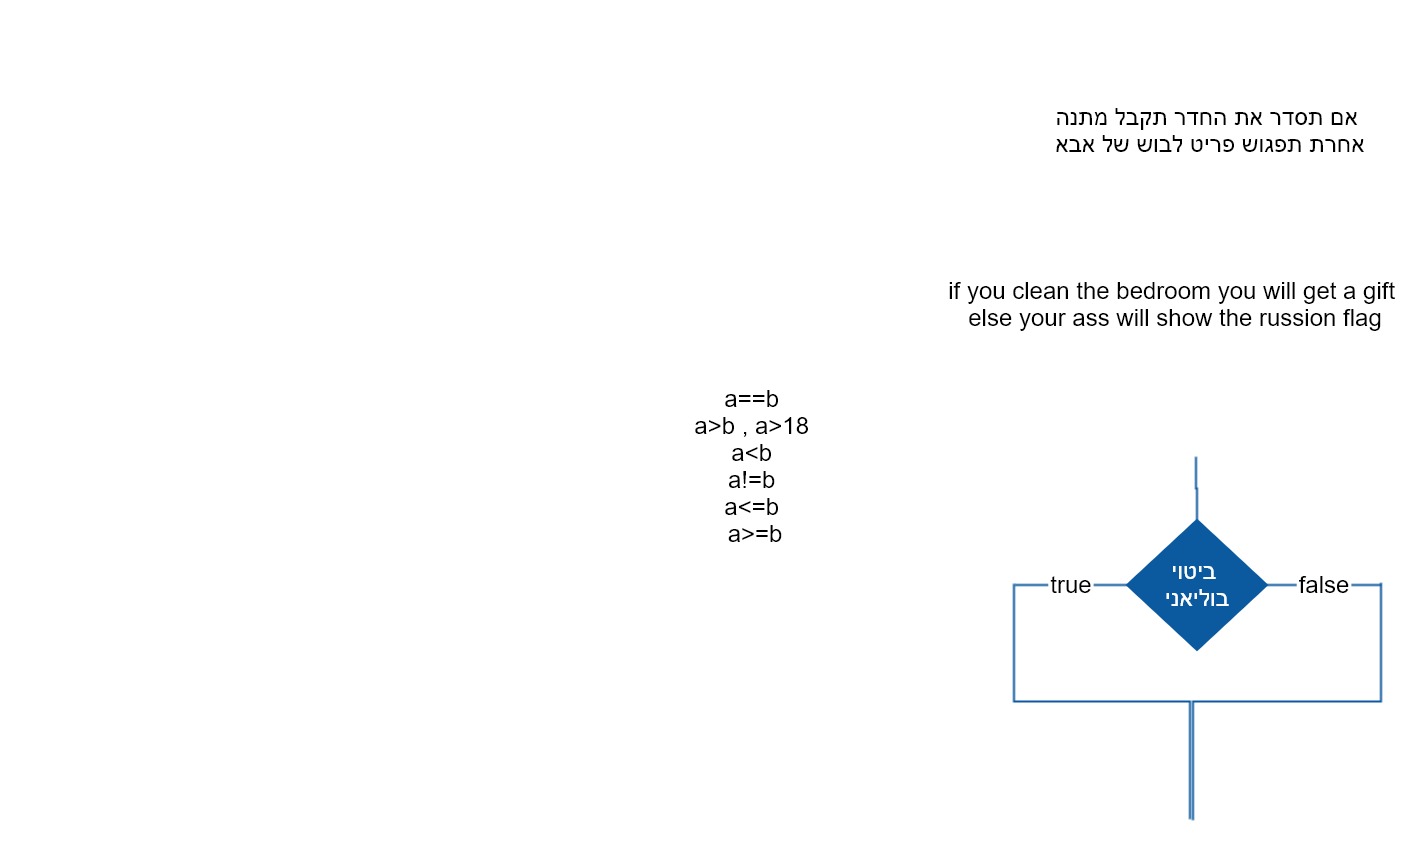 אם תסדר את החדר תקבל מתנה
אחרת תפגוש פריט לבוש של אבא
if you clean the bedroom you will get a gift
else your ass will show the russion flag
a==b
a>b , a>18
a<b
a!=b
a<=b
a>=b
ביטוי
בוליאני
true
false